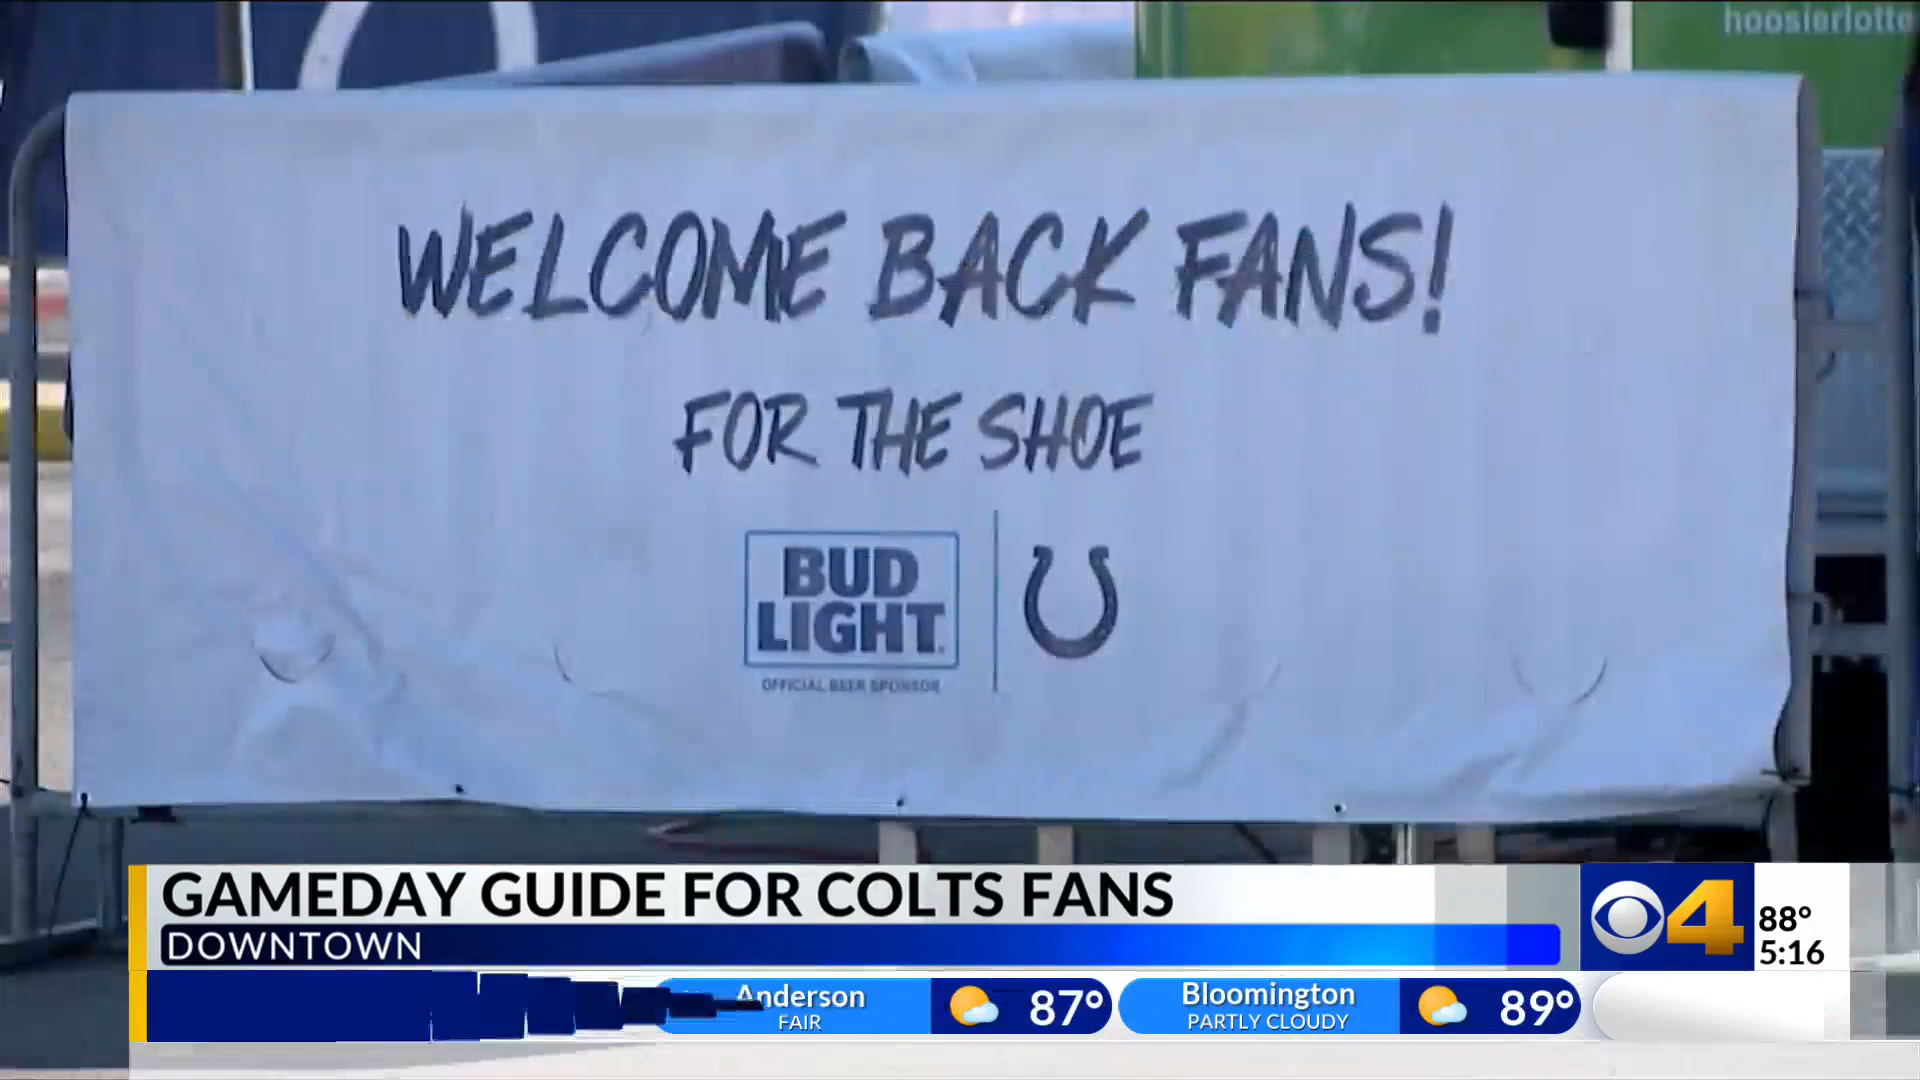 hoosierlotte
WELCOME BACK FANS!
FOR THE SHOE
BUD
LIGHT
OFFICIAL BEER SPONSOR
GAMEDAY GUIDE FOR COLTS FANS
DOWNTOWN
4
88°
5:16
Anderson
FAIR
87°
Bloomington
PARTLY CLOUDY
89°